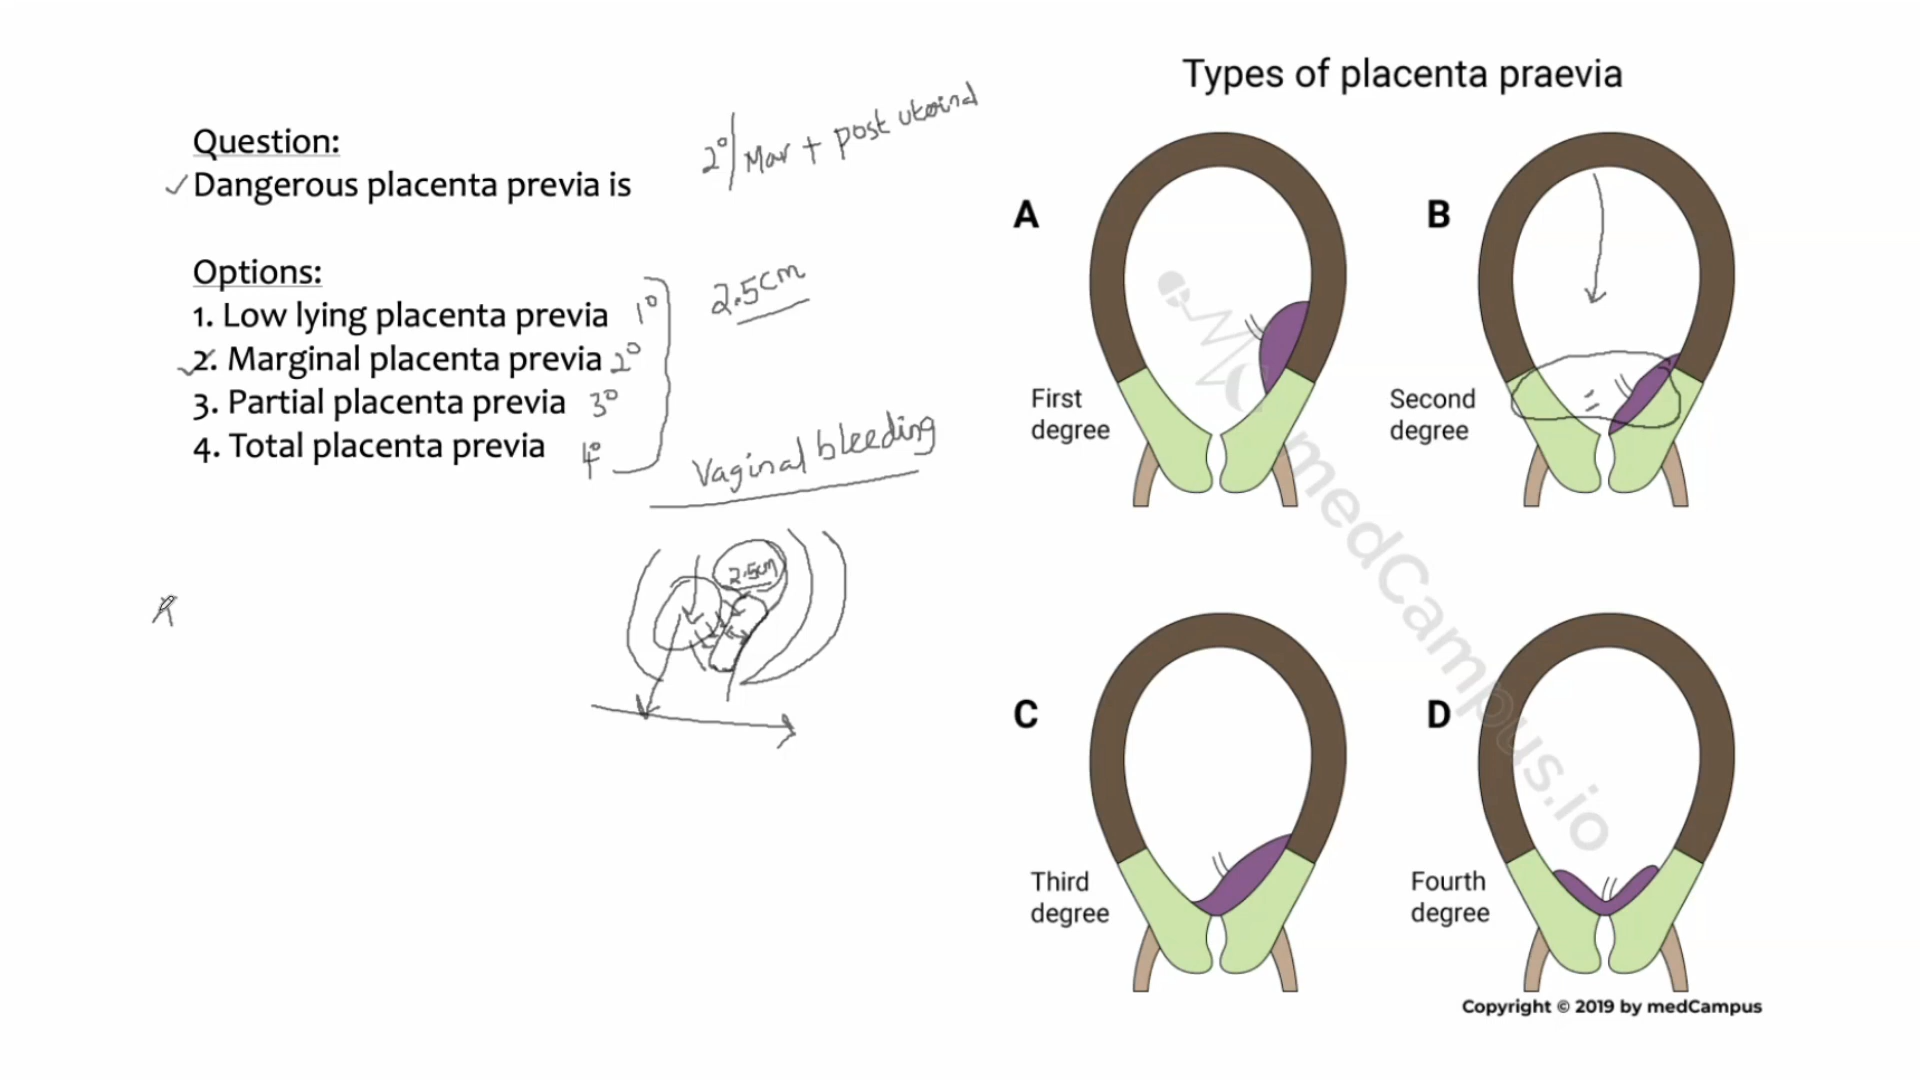 Types of placenta praevia
Question:
Dangerous placenta previa is
2°/Mar + post uterind
Options:
1. Low lying placenta previa 1°
2. Marginal placenta previa 2°
3. Partial placenta previa 3°
4. Total placenta previa 4°
2.5cm
Vaginal bleeding
2.5cm
A
First
degree
B
Second
degree
C
Third
degree
D
Fourth
degree
medCampus.io
Copyright © 2019 by medCampus